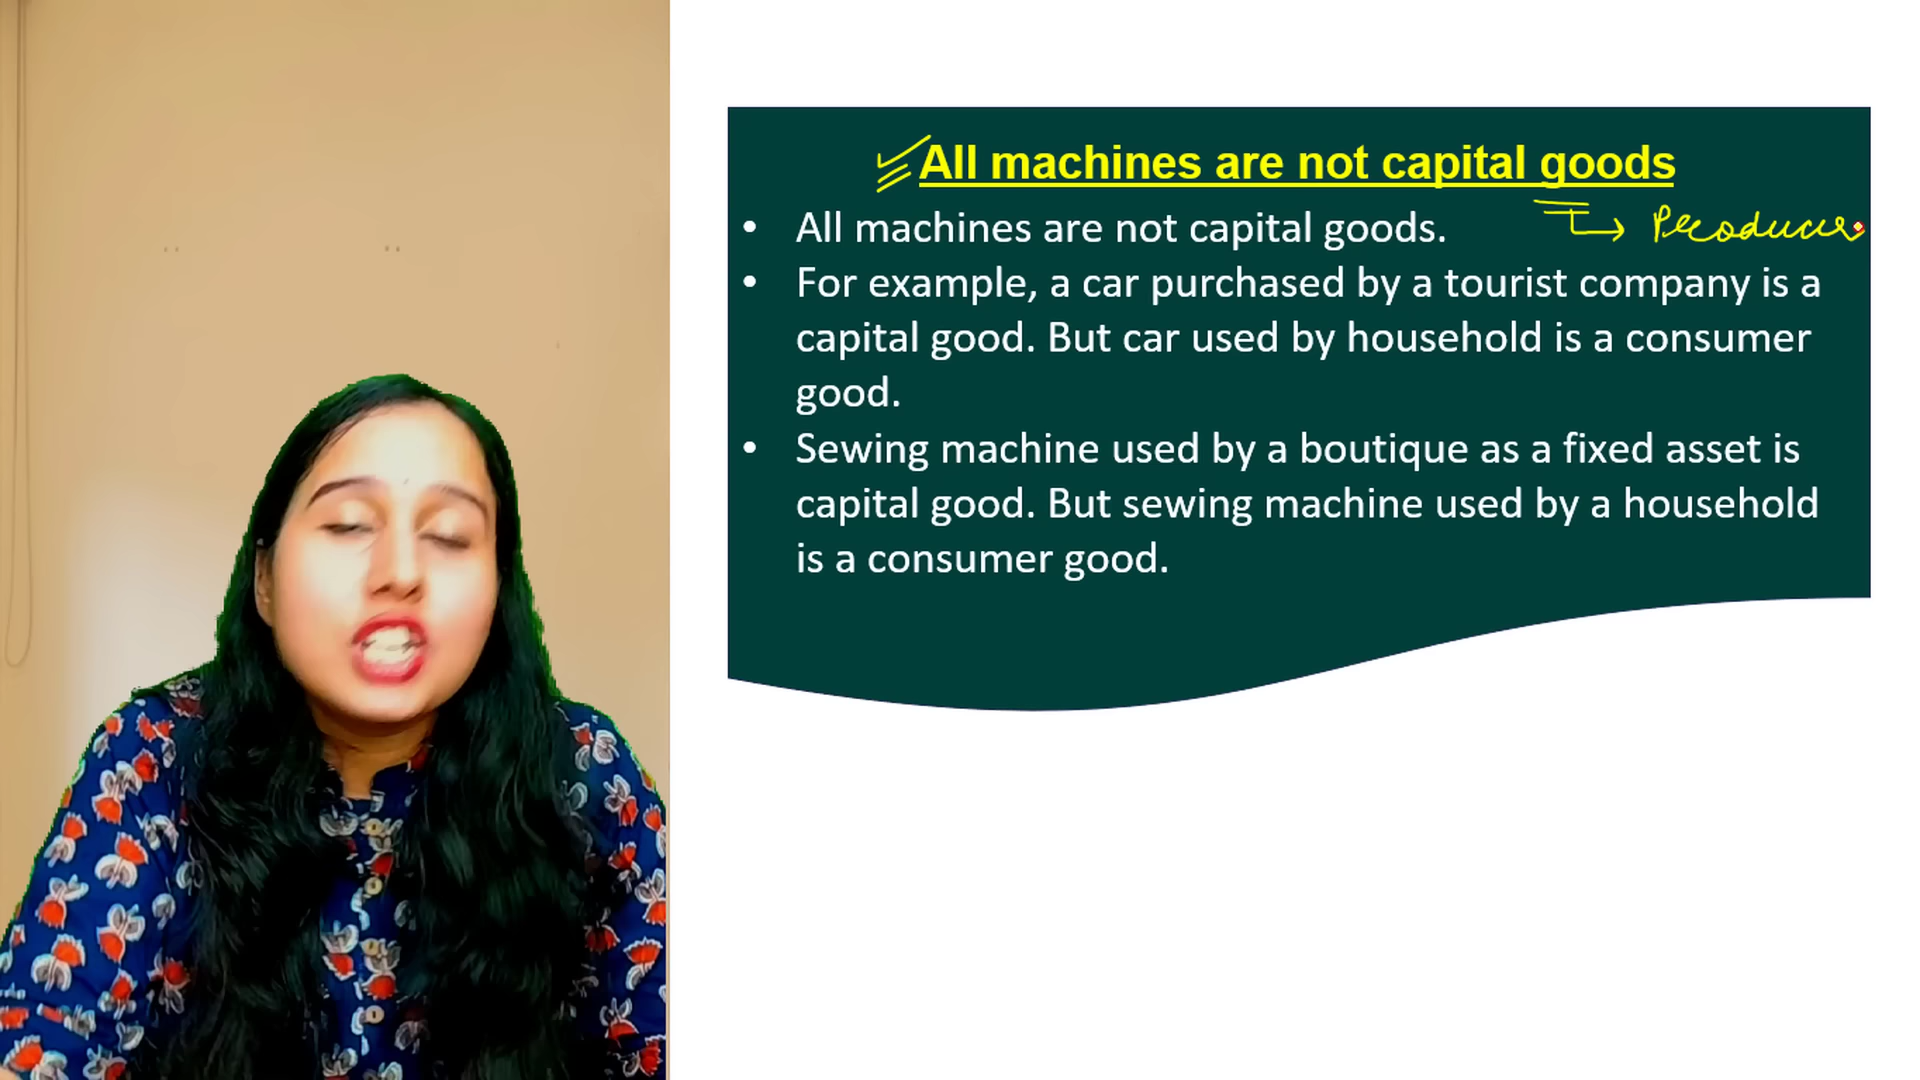 All machines are not capital goods
• All machines are not capital goods.
Producer
• For example, a car purchased by a tourist company is a
capital good. But car used by household is a consumer
good.
• Sewing machine used by a boutique as a fixed asset is
capital good. But sewing machine used by a household
is a consumer good.